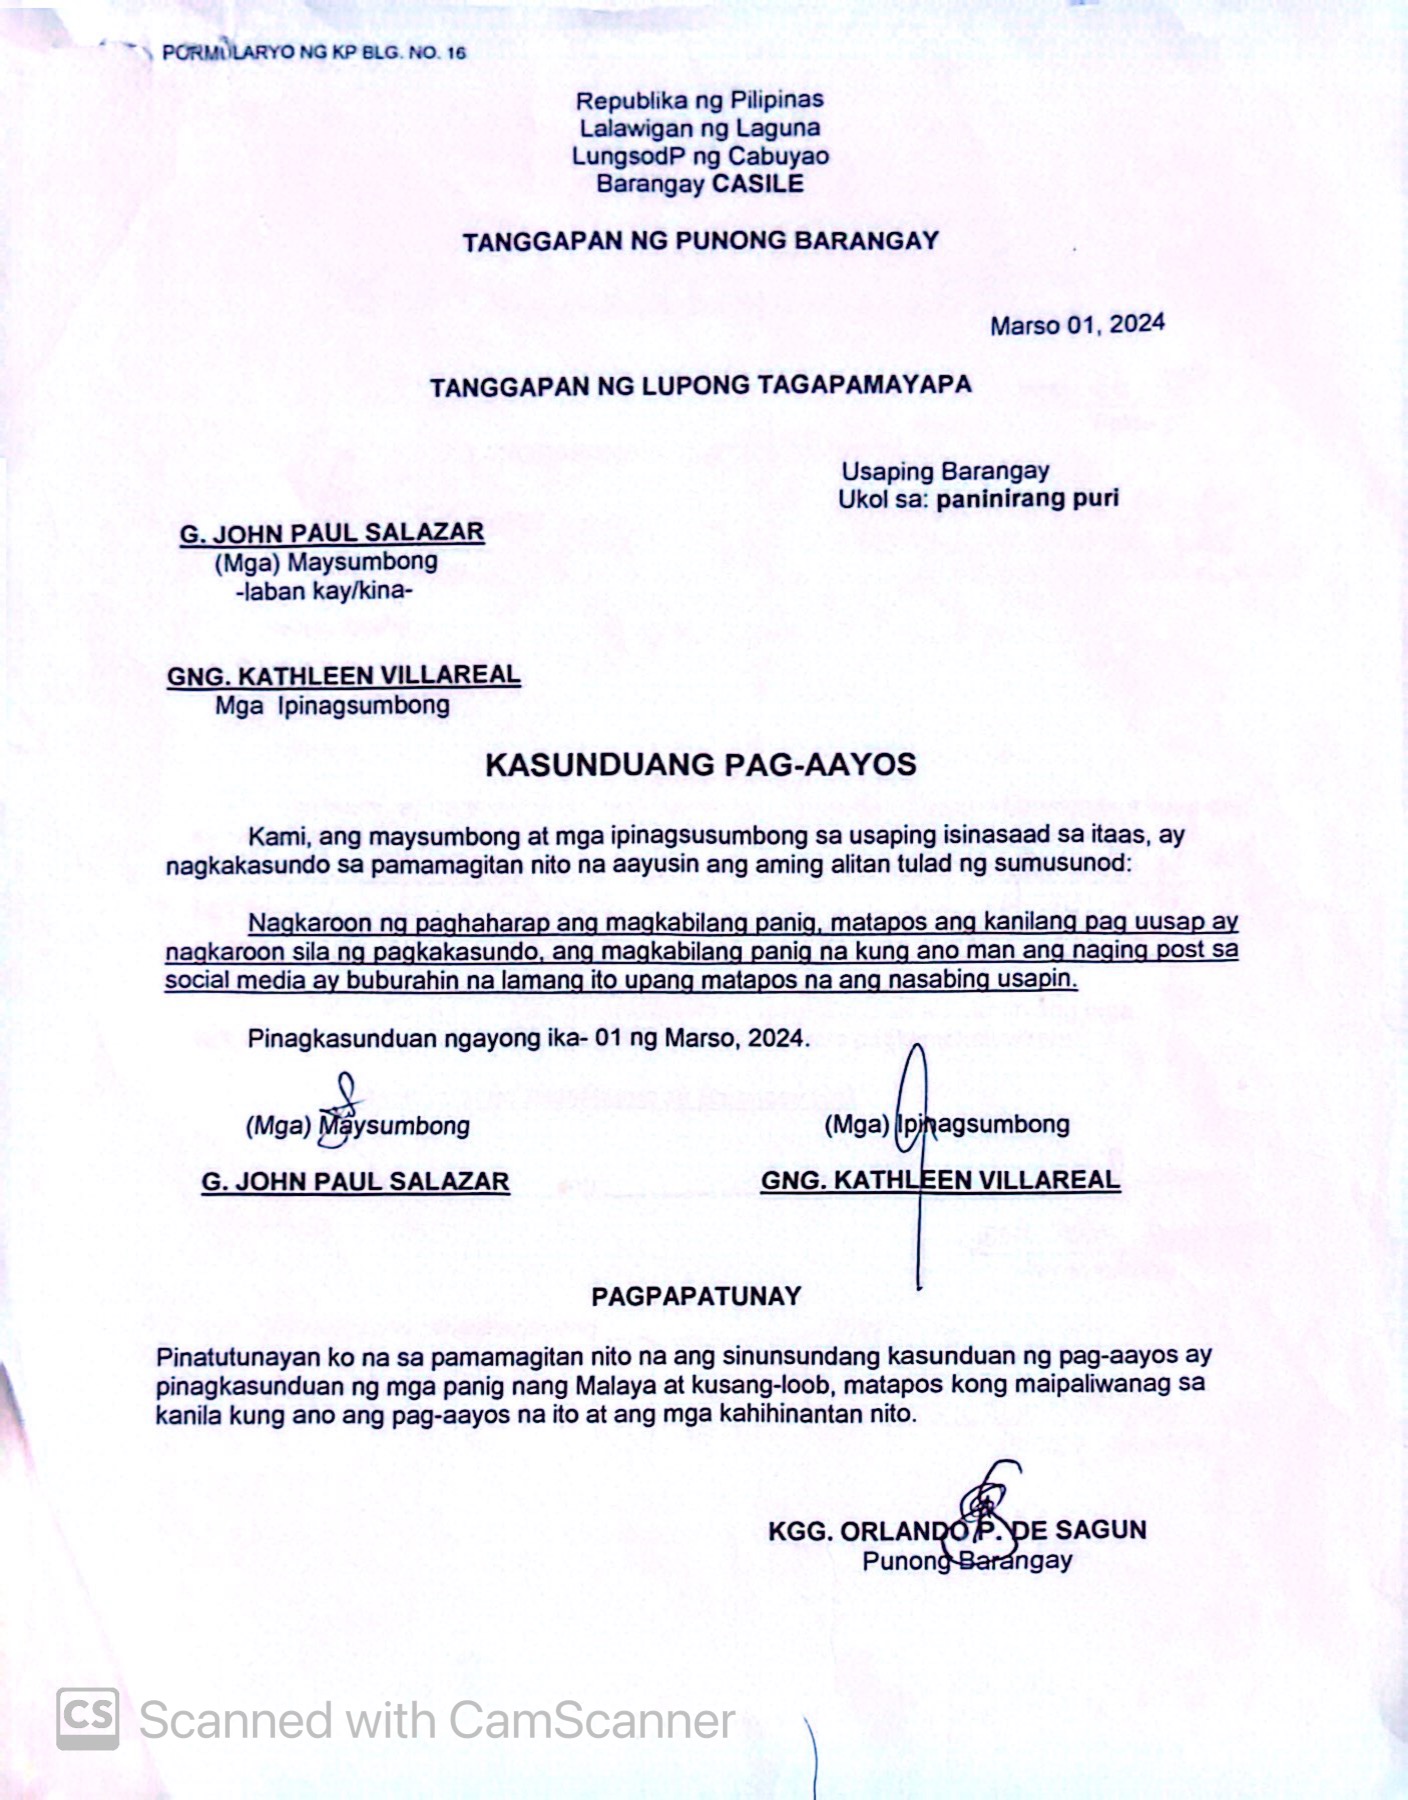 PORMULARYO NG KP BLG. NO. 16
Republika ng Pilipinas
Lalawigan ng Laguna
LungsodP ng Cabuyao
Barangay CASILE
TANGGAPAN NG PUNONG BARANGAY
Marso 01, 2024
TANGGAPAN NG LUPONG TAGAPAMAYAPA
Usaping Barangay
Ukol sa: paninirang puri
G. JOHN PAUL SALAZAR
(Mga) Maysumbong
-laban kay/kina-
GNG. KATHLEEN VILLAREAL
Mga Ipinagsumbong
KASUNDUANG PAG-AAYOS
Kami, ang maysumbong at mga ipinagsusumbong sa usaping isinasaad sa itaas, ay
nagkakasundo sa pamamagitan nito na aayusin ang aming alitan tulad ng sumusunod:
Nagkaroon ng paghaharap ang magkabilang panig, matapos ang kanilang pag uusap ay
nagkaroon sila ng pagkakasundo, ang magkabilang panig na kung ano man ang naging post sa
social media ay buburahin na lamang ito upang matapos na ang nasabing usapin.
Pinagkasunduan ngayong ika- 01 ng Marso, 2024.
(Mga) Maysumbong (Mga) Ipinagsumbong
G. JOHN PAUL SALAZAR GNG. KATHLEEN VILLAREAL
PAGPAPATUNAY
Pinatutunayan ko na sa pamamagitan nito na ang sinunsundang kasunduan ng pag-aayos ay
pinagkasunduan ng mga panig nang Malaya at kusang-loob, matapos kong maipaliwanag sa
kanila kung ano ang pag-aayos na ito at ang mga kahihinantan nito.
KGG. ORLANDO P. DE SAGUN
Punong Barangay
CS Scanned with CamScanner